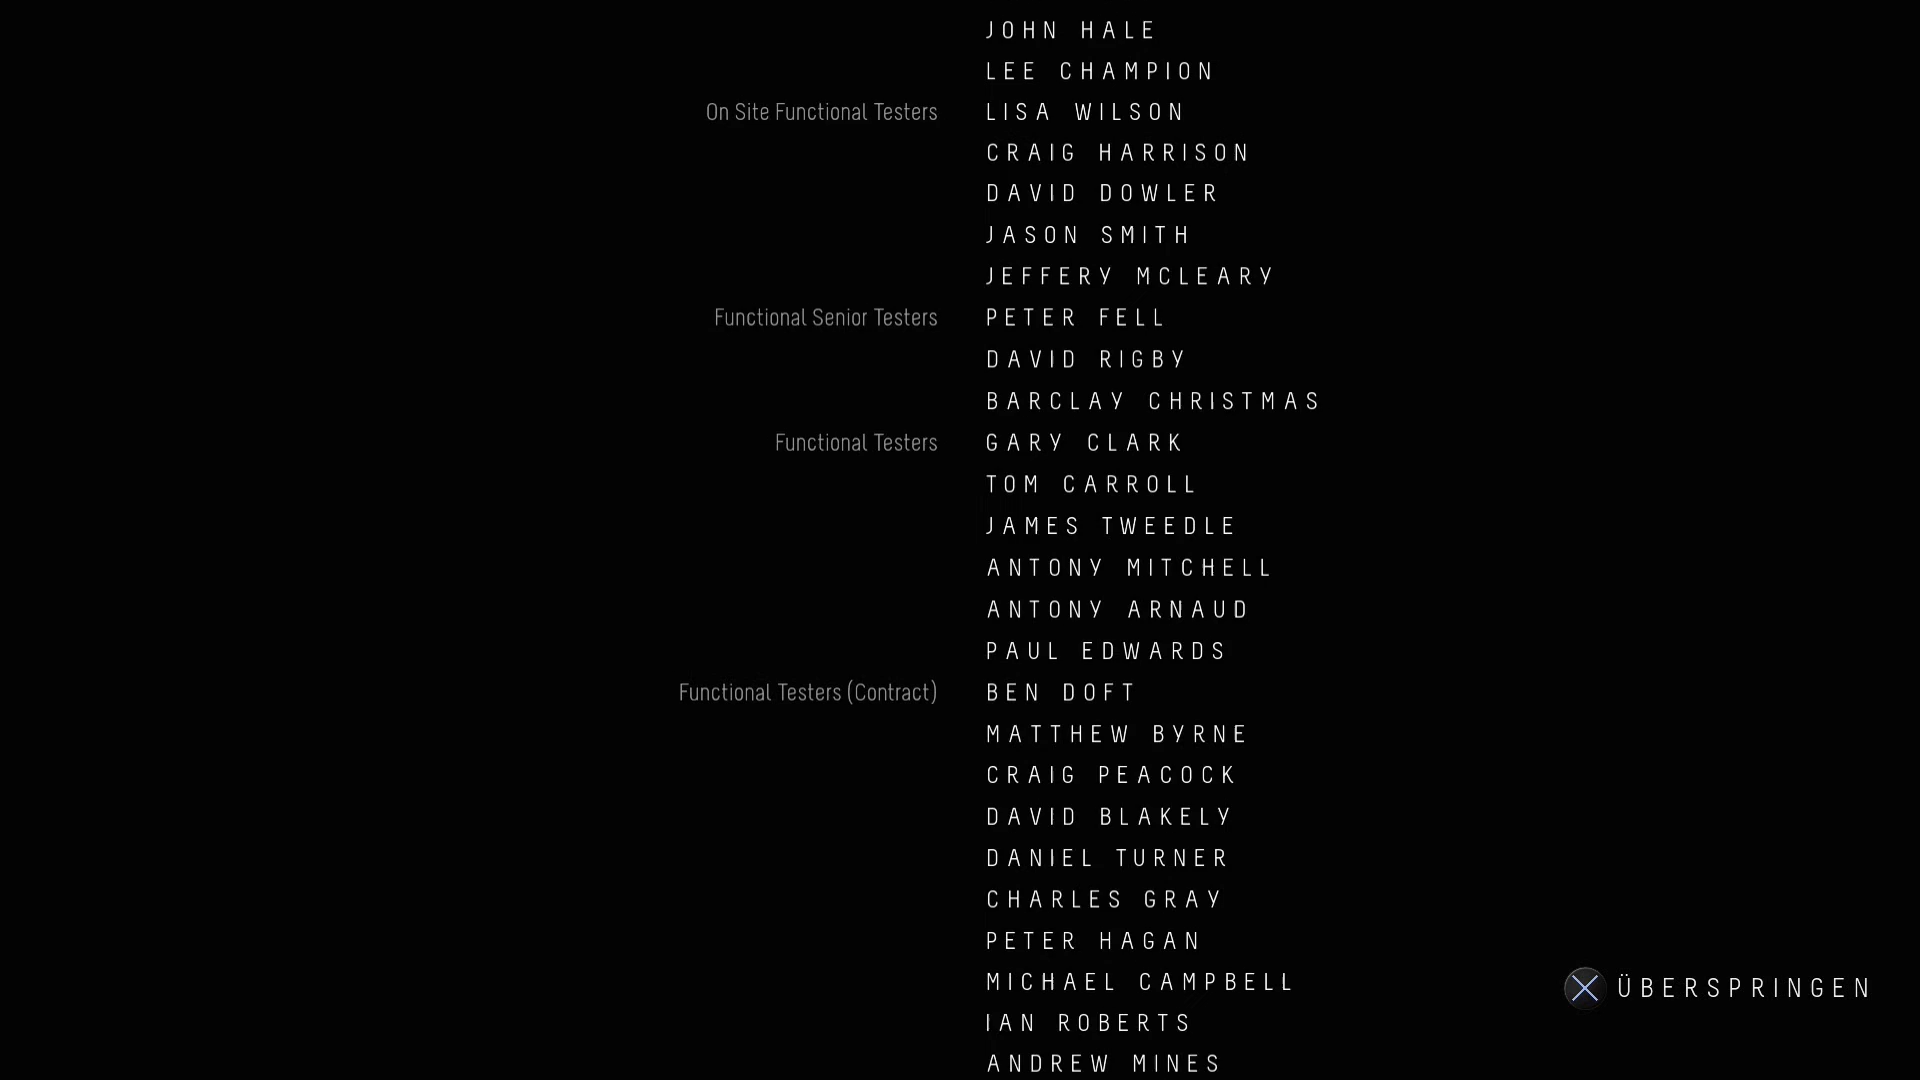 JOHN HALE
LEE CHAMPION
On Site Functional Testers LISA WILSON
CRAIG HARRISON
DAVID DOWLER
JASON SMITH
JEFFERY MCLEARY
Functional Senior Testers PETER FELL
DAVID RIGBY
BARCLAY CHRISTMAS
Functional Testers GARY CLARK
TOM CARROLL
JAMES TWEEDLE
ANTONY MITCHELL
ANTONY ARNAUD
PAUL EDWARDS
Functional Testers (Contract) BEN DOFT
MATTHEW BYRNE
CRAIG PEACOCK
DAVID BLAKELY
DANIEL TURNER
CHARLES GRAY
PETER HAGAN
MICHAEL CAMPBELL
ÜBERSPRINGEN
IAN ROBERTS
ANDREW MINES